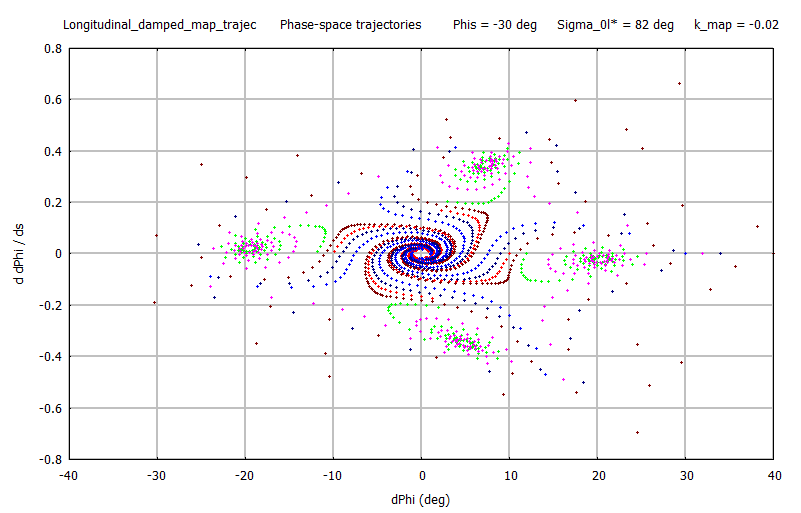 Longitudinal_damped_map_trajec Phase-space trajectories Phis = -30 deg Sigma_0l* = 82 deg k_map = -0.02
0.8
0.6
0.4
0.2
0
-0.2
-0.4
-0.6
-0.8
d dPhi / ds
-40 -30 -20 -10 0 10 20 30 40
dPhi (deg)